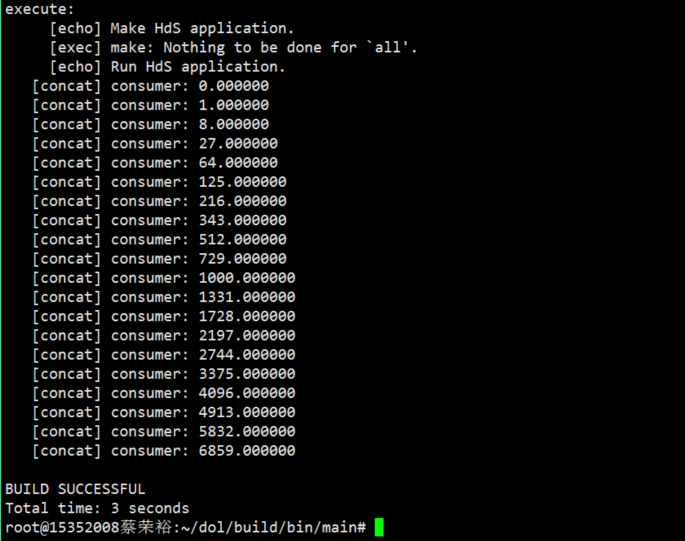 execute:
[echo] Make HdS application.
[exec] make: Nothing to be done for `all'.
[echo] Run HdS application.
[concat] consumer: 0.000000
[concat] consumer: 1.000000
[concat] consumer: 8.000000
[concat] consumer: 27.000000
[concat] consumer: 64.000000
[concat] consumer: 125.000000
[concat] consumer: 216.000000
[concat] consumer: 343.000000
[concat] consumer: 512.000000
[concat] consumer: 729.000000
[concat] consumer: 1000.000000
[concat] consumer: 1331.000000
[concat] consumer: 1728.000000
[concat] consumer: 2197.000000
[concat] consumer: 2744.000000
[concat] consumer: 3375.000000
[concat] consumer: 4096.000000
[concat] consumer: 4913.000000
[concat] consumer: 5832.000000
[concat] consumer: 6859.000000
BUILD SUCCESSFUL
Total time: 3 seconds
root@15352008蔡荣裕:~/dol/build/bin/main#